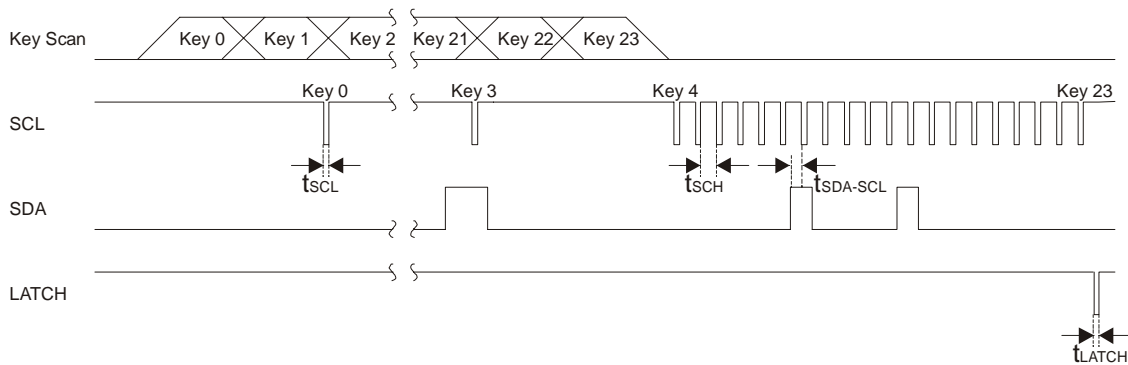 Key Scan
Key 0 Key 1 Key 2 Key 21 Key 22 Key 23
Key 0 Key 3 Key 4 Key 23
SCL
tSCL tSCH tSDA-SCL
SDA
LATCH
tLATCH